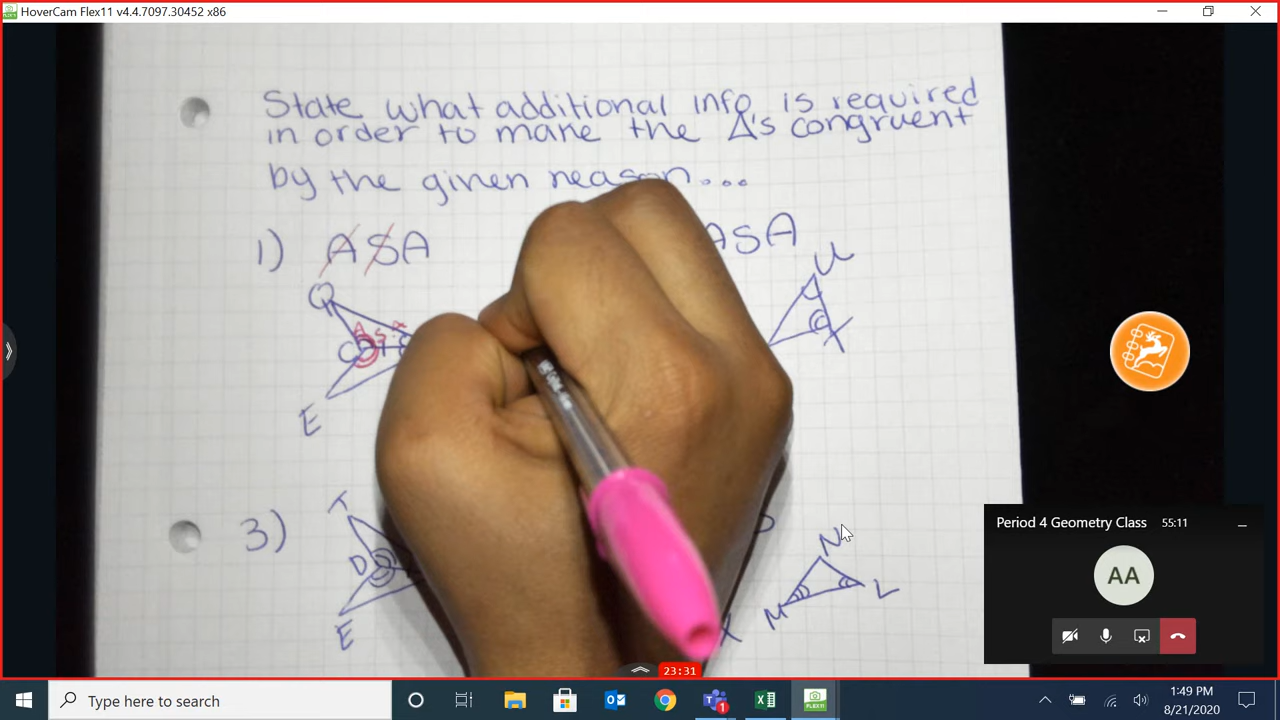 HoverCam Flex11 v4.4.7097.30452 x86
State what additional info is required
in order to make the Δ's congruent
by the given reason...
1) ASA
ASA
Q
U
C
E
X
3)
T
D
E
N
M
L
Period 4 Geometry Class 55:11
AA
23:31
Type here to search
1:49 PM
8/21/2020